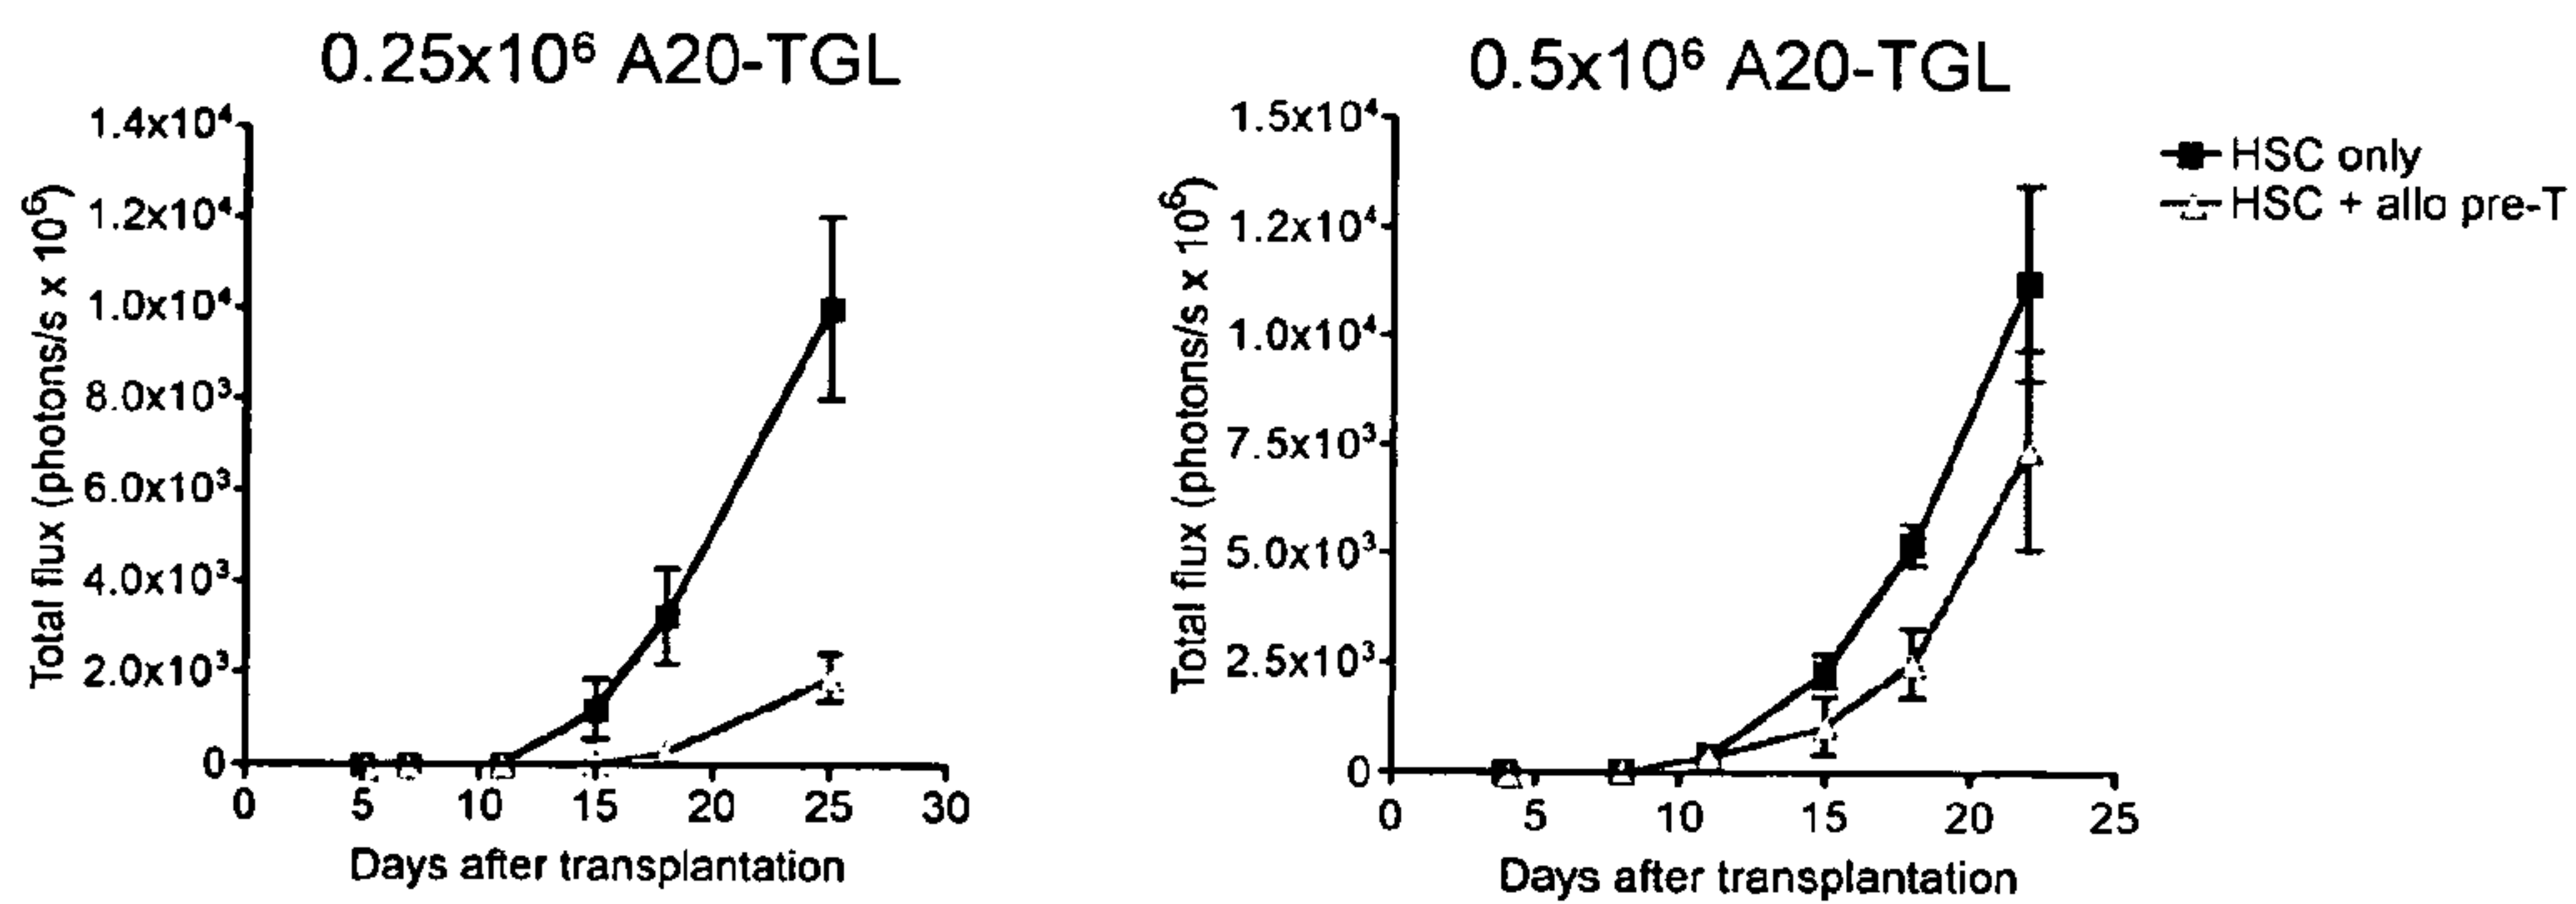 0.25x10⁶ A20-TGL
Total flux (photons/s x 10⁶)
1.4x10⁴
1.2x10⁴
1.0x10⁴
8.0x10³
6.0x10³
4.0x10³
2.0x10³
0
0 5 10 15 20 25 30
Days after transplantation
0.5x10⁶ A20-TGL
Total flux (photons/s x 10⁶)
1.5x10⁴
1.2x10⁴
1.0x10⁴
7.5x10³
5.0x10³
2.5x10³
0
0 5 10 15 20 25
Days after transplantation
HSC only
HSC + allo pre-T